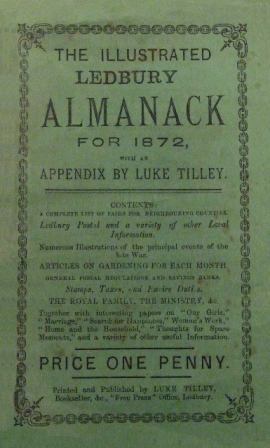 THE ILLUSTRATED
LEDBURY
ALMANACK
FOR 1872,
WITH AN
APPENDIX BY LUKE TILLEY.
CONTENTS:
A COMPLETE LIST OF FAIRS FOR NEIGHBOURING COUNTIES.
Ledbury Postal and a variety of other Local
Information.
Numerous Illustrations of the principal events of the
late War.
ARTICLES ON GARDENING FOR EACH MONTH
GENERAL POSTAL REGULATIONS AND SAVINGS BANKS.
Stamps, Taxes, and Excise Duties.
THE ROYAL FAMILY, THE MINISTRY, &c.
Together with interesting papers on "Our Girls,"
"Marriage," "Search for Happiness," "Women's Work,"
"Home and the Household," "Thoughts for Spare
Moments," and a variety of other useful Information.
PRICE ONE PENNY.
Printed and Published by LUKE TILLEY,
Bookseller, &c., "Free Press" Office, Ledbury.